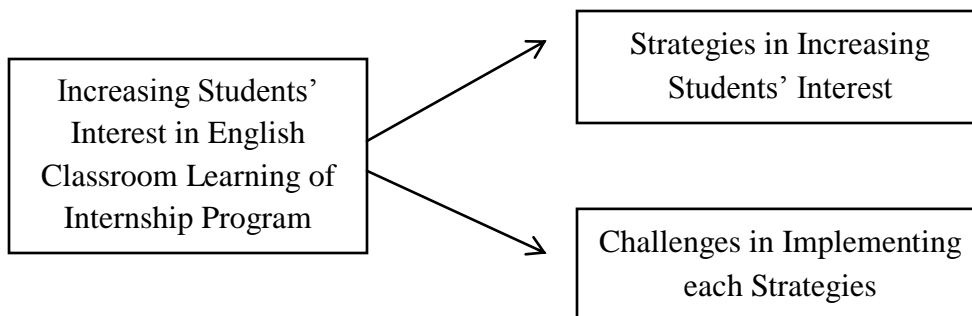 Increasing Students’
Interest in English
Classroom Learning of
Internship Program
Strategies in Increasing
Students’ Interest
Challenges in Implementing
each Strategies